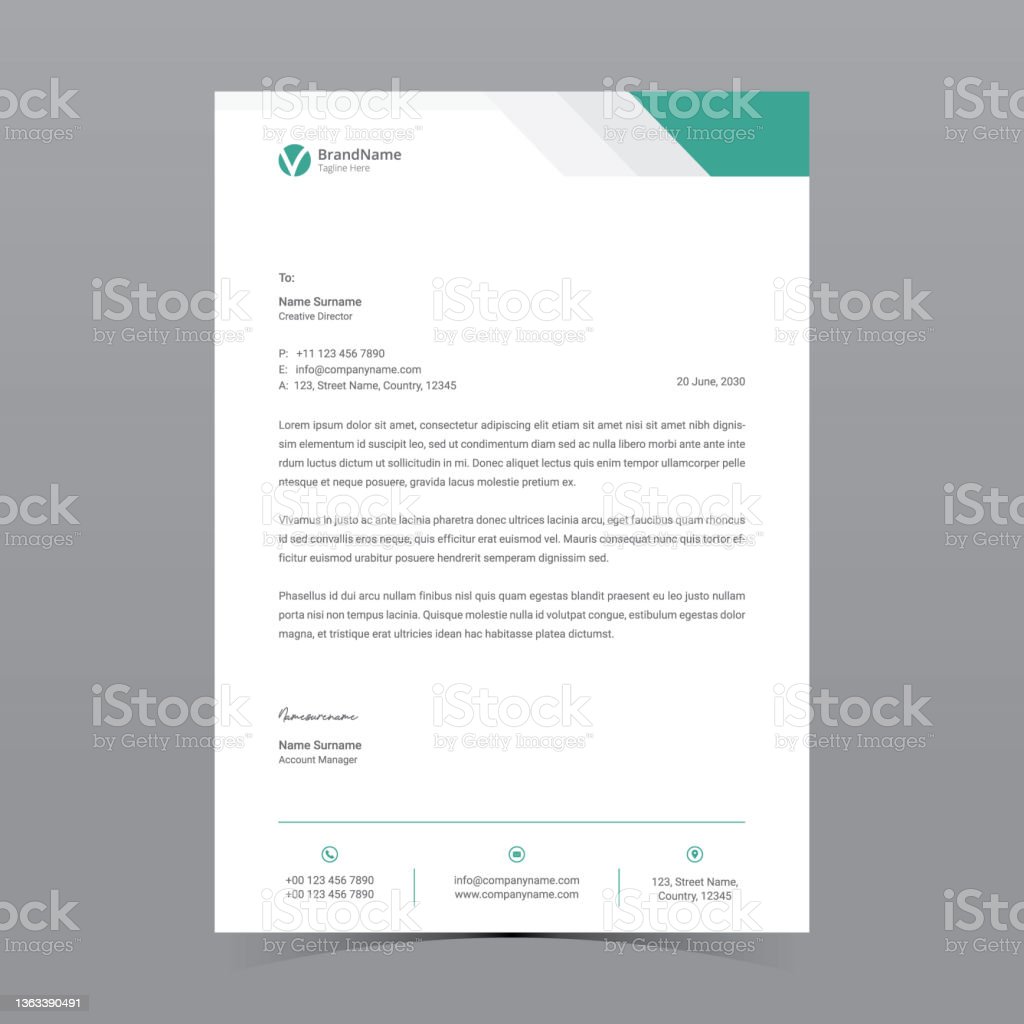 BrandName
Tagline Here
To:
Name Surname
Creative Director
P: +11 123 456 7890
E: info@companyname.com
A: 123, Street Name, Country, 12345
20 June, 2030
Lorem ipsum dolor sit amet, consectetur adipiscing elit etiam sit amet nibh dignis-
sim elementum id suscipit leo, sed ut condimentum diam sed ac nulla libero morbi ante ante inte
rdum luctus dictum ut sollicitudin in mi. Donec aliquet lectus quis enim tempor ullamcorper pelle
ntesque et neque posuere, gravida lacus molestie pretium ex.
Vivamus in justo ac ante lacinia pharetra donec ultrices lacinia arcu, eget faucibus quam rhoncus
id sed convallis eros neque, quis efficitur erat euismod vel. Mauris consequat nunc quis tortor ef-
ficitur euismod urabitur posuere hendrerit semperam dignissim sed.
Phasellus id dui arcu nullam finibus nisl quis quam egestas blandit praesent eu leo justo nullam
porta nisi non tempus lacinia. Quisque molestie nulla id volutpat congue, estibulum egestas dolor
magna, et tristique erat ultricies idean hac habitasse platea dictumst.
Namesurename
Name Surname
Account Manager
+00 123 456 7890
+00 123 456 7890
info@companyname.com
www.companyname.com
123, Street Name,
Country, 12345
iStock
by Getty Images™
1363390491